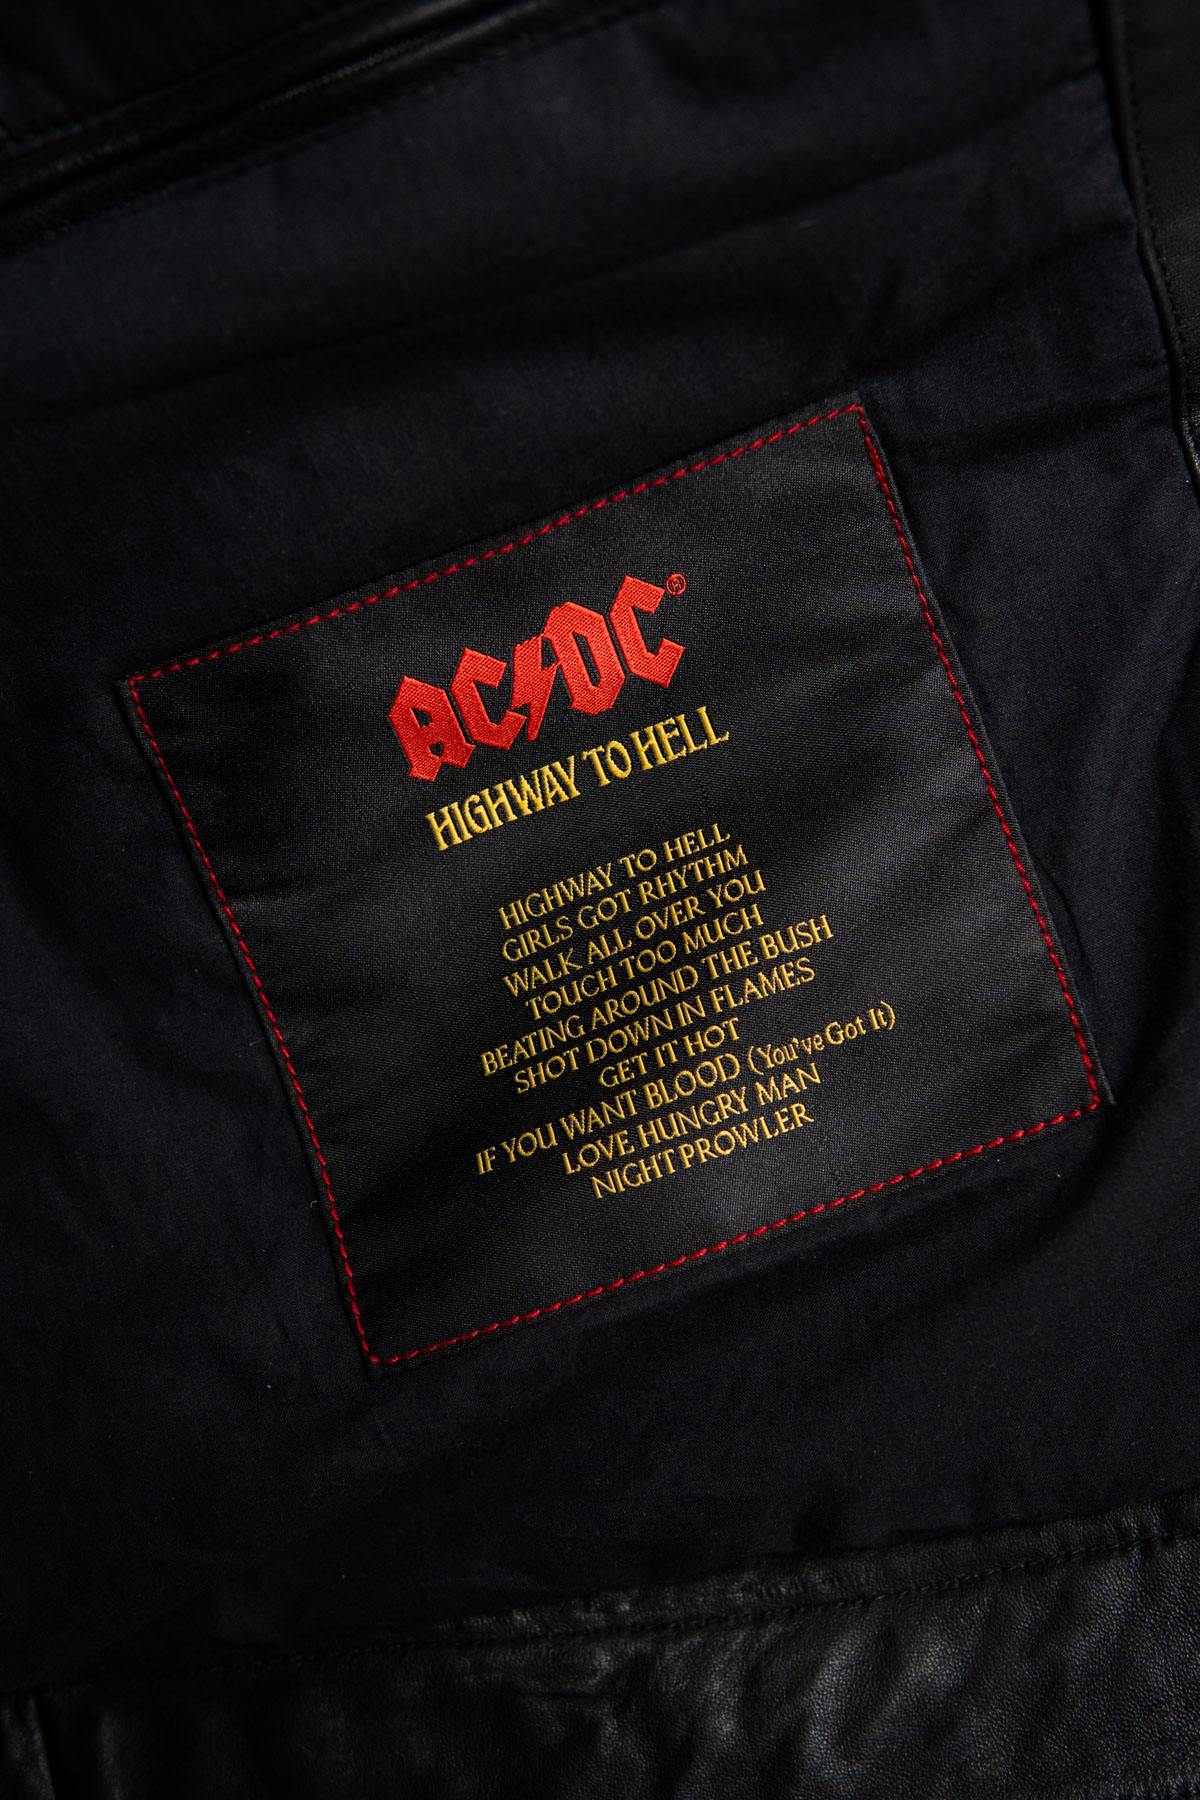 AC/DC®
HIGHWAY TO HELL
HIGHWAY TO HELL
GIRLS GOT RHYTHM
WALK ALL OVER YOU
TOUCH TOO MUCH
BEATING AROUND THE BUSH
SHOT DOWN IN FLAMES
GET IT HOT
IF YOU WANT BLOOD (You've Got It)
LOVE HUNGRY MAN
NIGHT PROWLER